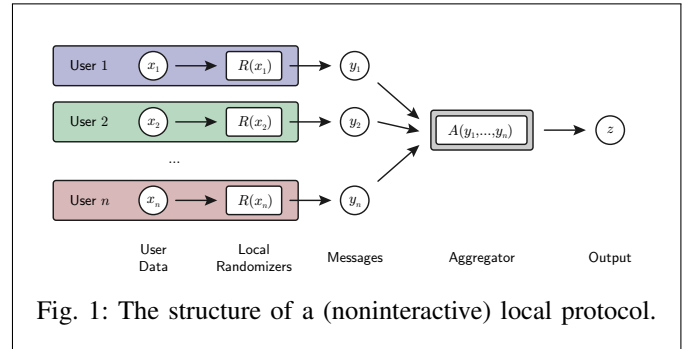 User 1 x₁ R(x₁) y₁
User 2 x₂ R(x₂) y₂
A(y₁,...,yₙ) z
...
User n xₙ R(xₙ) yₙ
User Data
Local Randomizers
Messages
Aggregator
Output
Fig. 1: The structure of a (noninteractive) local protocol.